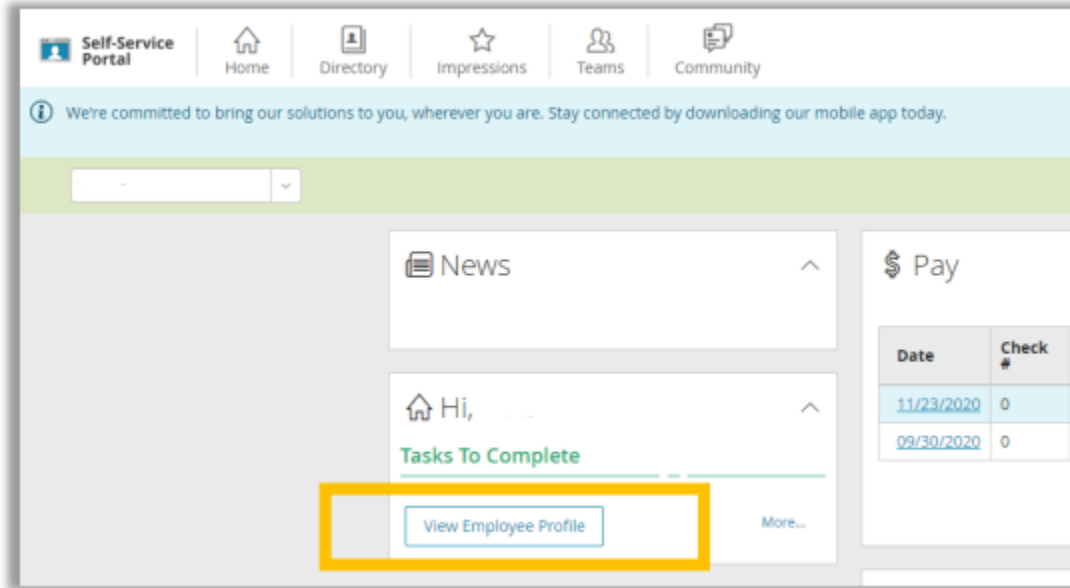 Self-Service
Portal
Home
Directory
Impressions
Teams
Community
We're committed to bring our solutions to you, wherever you are. Stay connected by downloading our mobile app today.
News
$ Pay
Date
Check
#
11/23/2020 0
09/30/2020 0
Hi,
Tasks To Complete
View Employee Profile
More...